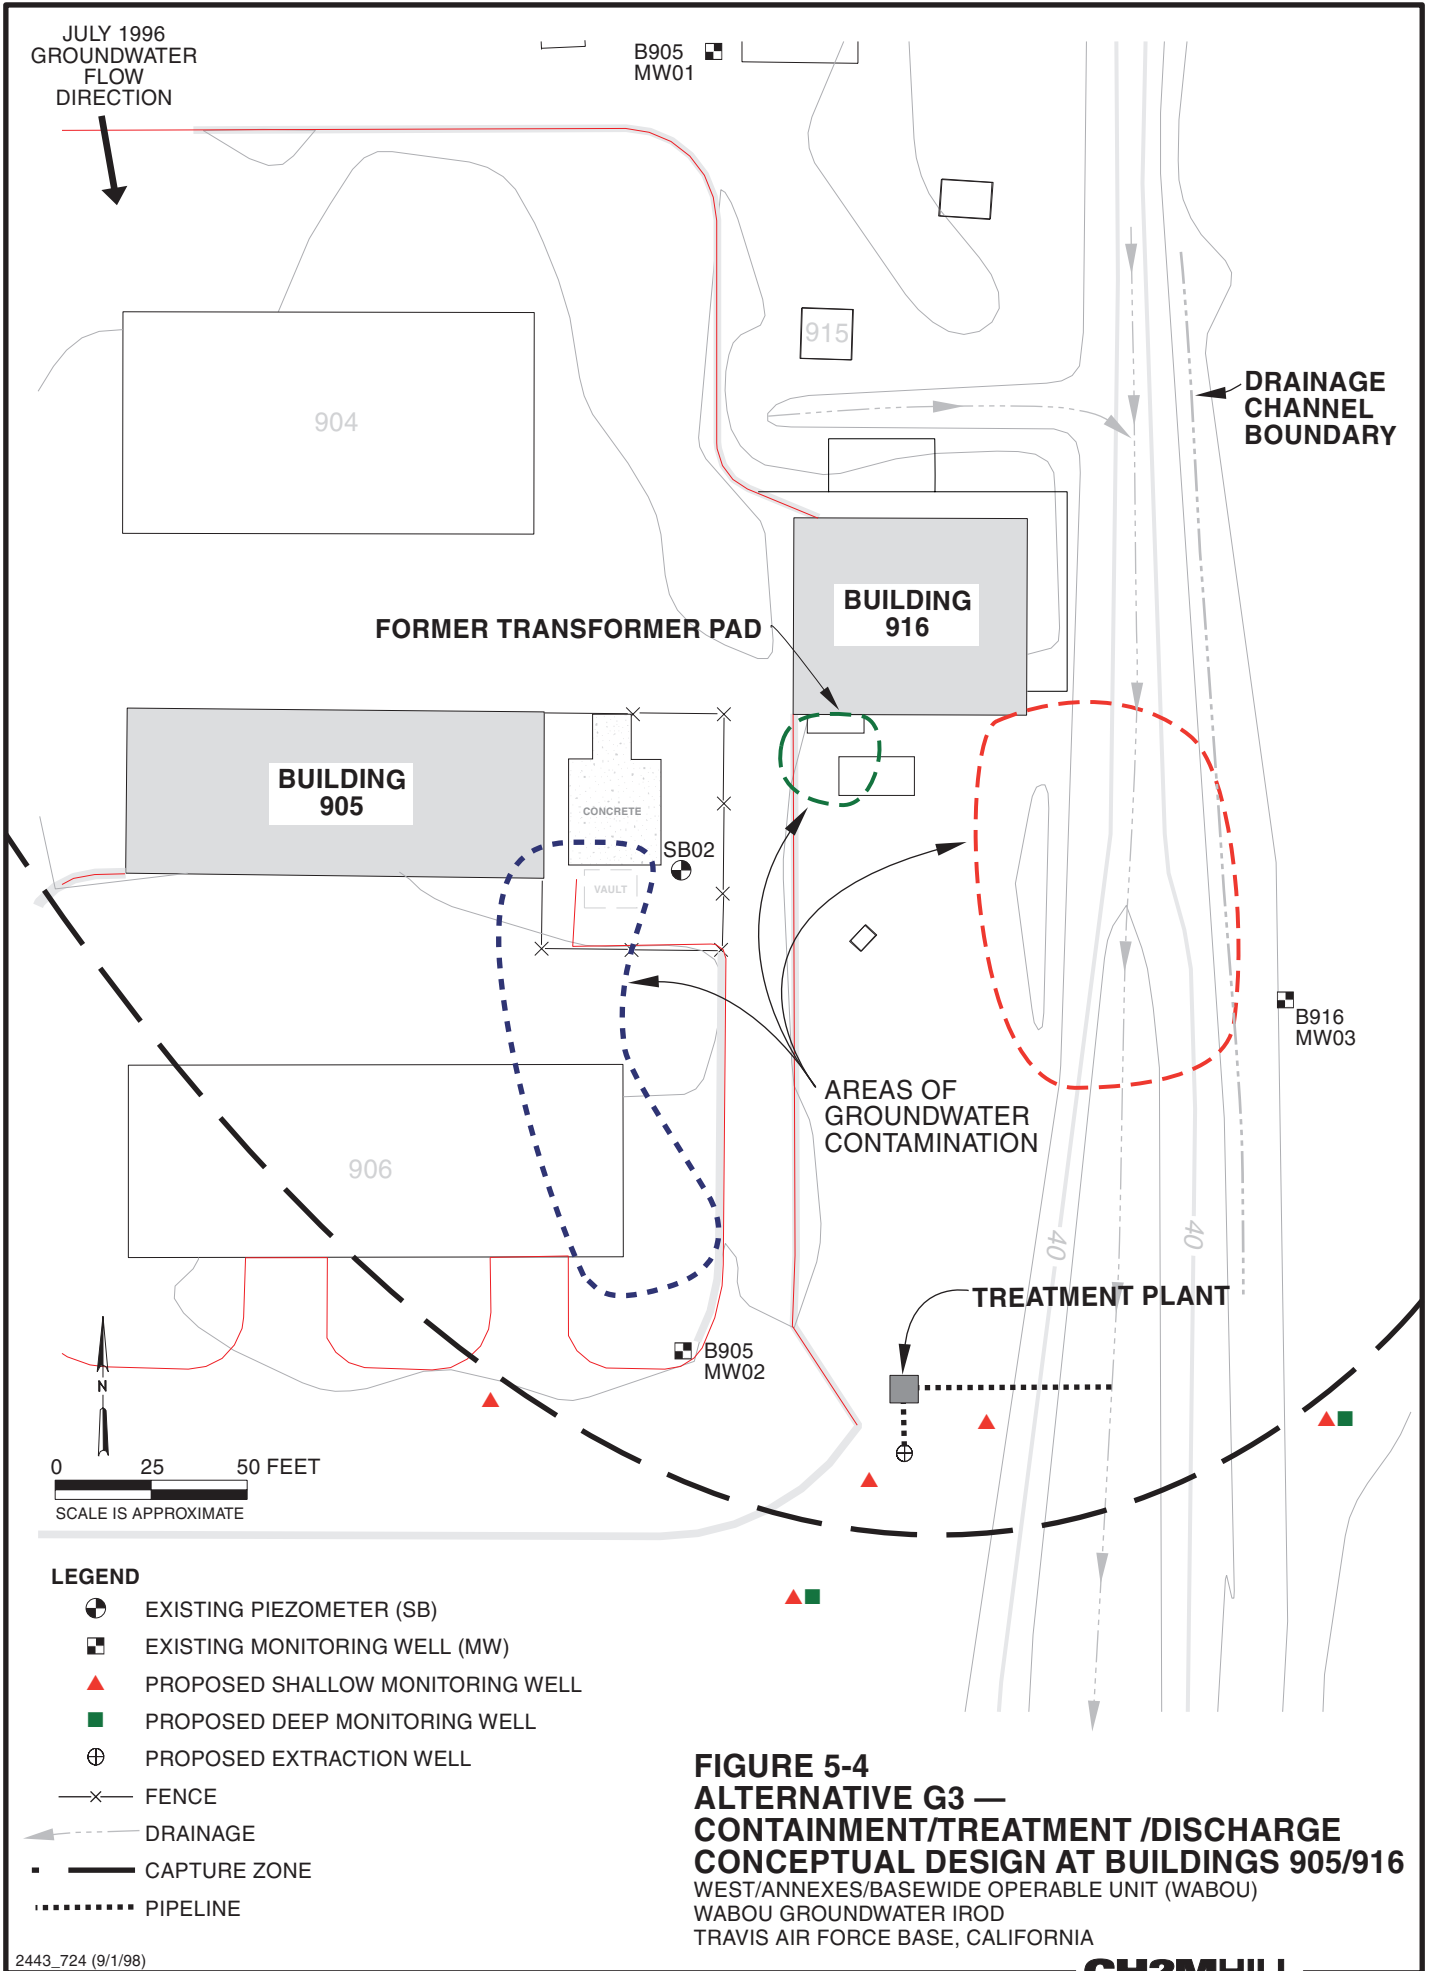 JULY 1996
GROUNDWATER
FLOW
DIRECTION
B905
MW01
915
DRAINAGE
CHANNEL
BOUNDARY
904
BUILDING
916
FORMER TRANSFORMER PAD
BUILDING
905
CONCRETE
SB02
VAULT
B916
MW03
AREAS OF
GROUNDWATER
CONTAMINATION
906
40
40
TREATMENT PLANT
B905
MW02
N
0 25 50 FEET
SCALE IS APPROXIMATE
LEGEND
EXISTING PIEZOMETER (SB)
EXISTING MONITORING WELL (MW)
PROPOSED SHALLOW MONITORING WELL
PROPOSED DEEP MONITORING WELL
PROPOSED EXTRACTION WELL
FENCE
DRAINAGE
CAPTURE ZONE
PIPELINE
FIGURE 5-4
ALTERNATIVE G3 —
CONTAINMENT/TREATMENT /DISCHARGE
CONCEPTUAL DESIGN AT BUILDINGS 905/916
WEST/ANNEXES/BASEWIDE OPERABLE UNIT (WABOU)
WABOU GROUNDWATER IROD
TRAVIS AIR FORCE BASE, CALIFORNIA
2443_724 (9/1/98)
CH2MHILL